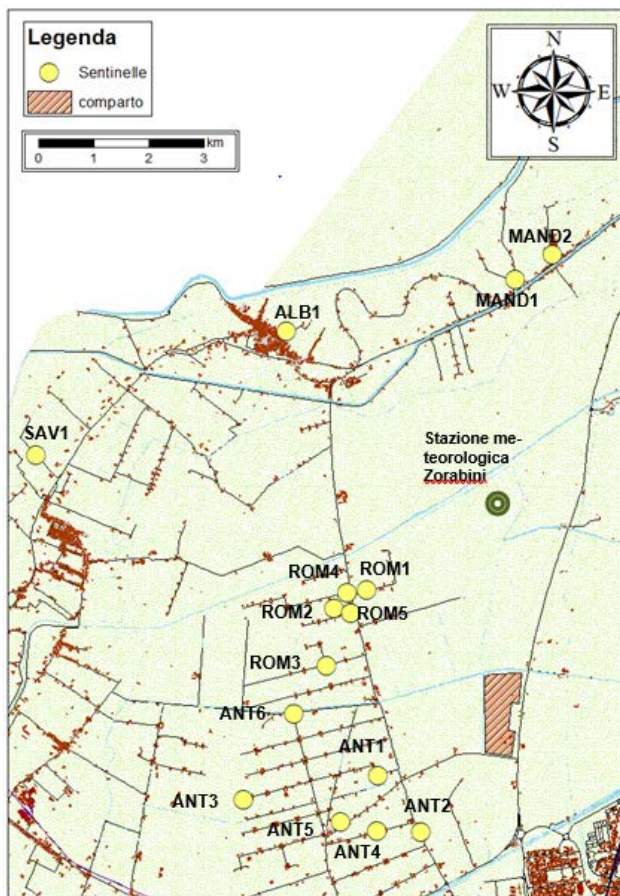 Legenda
Sentinelle
comparto
km
0 1 2 3
N
W E
S
MAND2
MAND1
ALB1
SAV1
Stazione me-
teorologica
Zorabini
ROM4 ROM1
ROM2 ROM5
ROM3
ANT6
ANT1
ANT3
ANT2
ANT5
ANT4